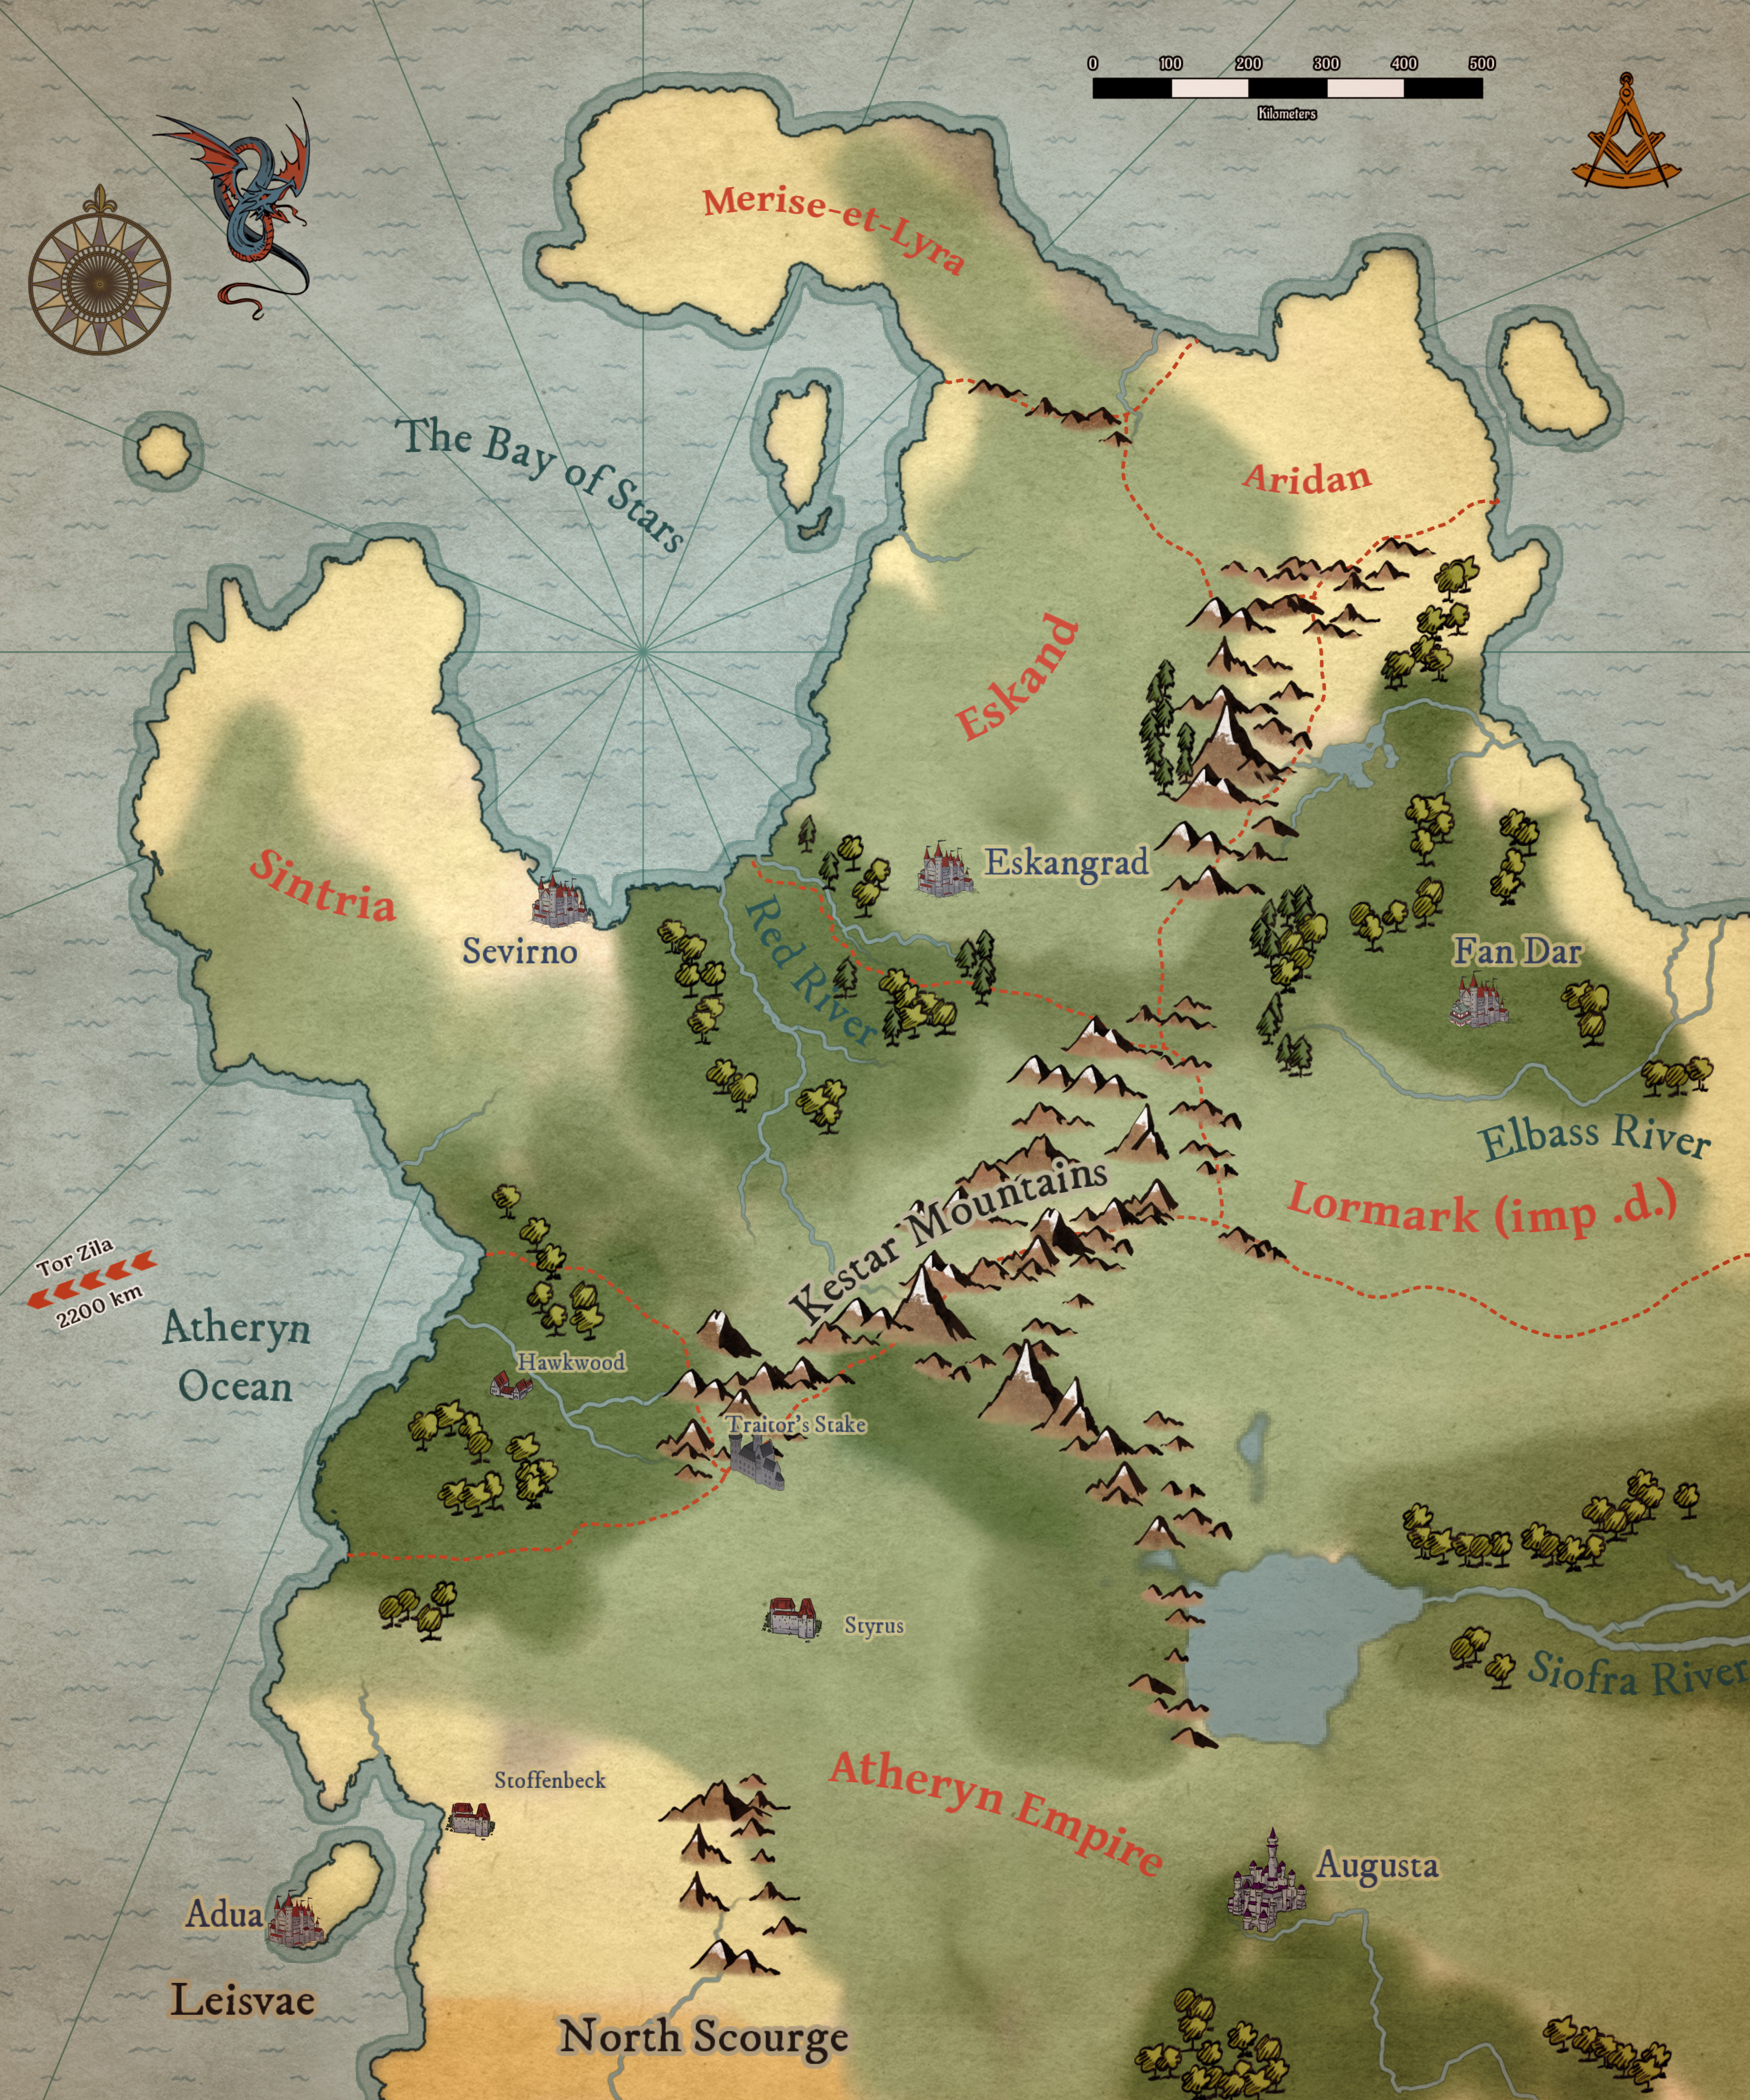 0 100 200 300 400 500
Kilometers
Merise-et-Lyra
The Bay of Stars
Aridan
Eskand
Eskangrad
Sintria
Sevirno
Red River
Fan Dar
Elbass River
Kestar Mountains
Lormark (imp .d.)
Tor Zila
2200 km
Atheryn
Ocean
Hawkwood
Traitor's Stake
Styrus
Siofra River
Stoffenbeck
Atheryn Empire
Augusta
Adua
Leisvae
North Scourge